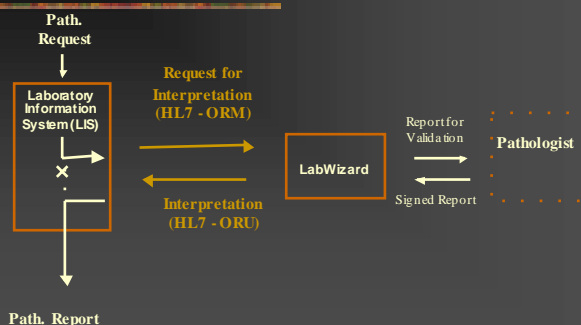 Path.
Request
Laboratory
Information
System (LIS)
Request for
Interpretation
(HL7 - ORM)
Interpretation
(HL7 - ORU)
LabWizard
Report for
Validation
Signed Report
Pathologist
Path. Report